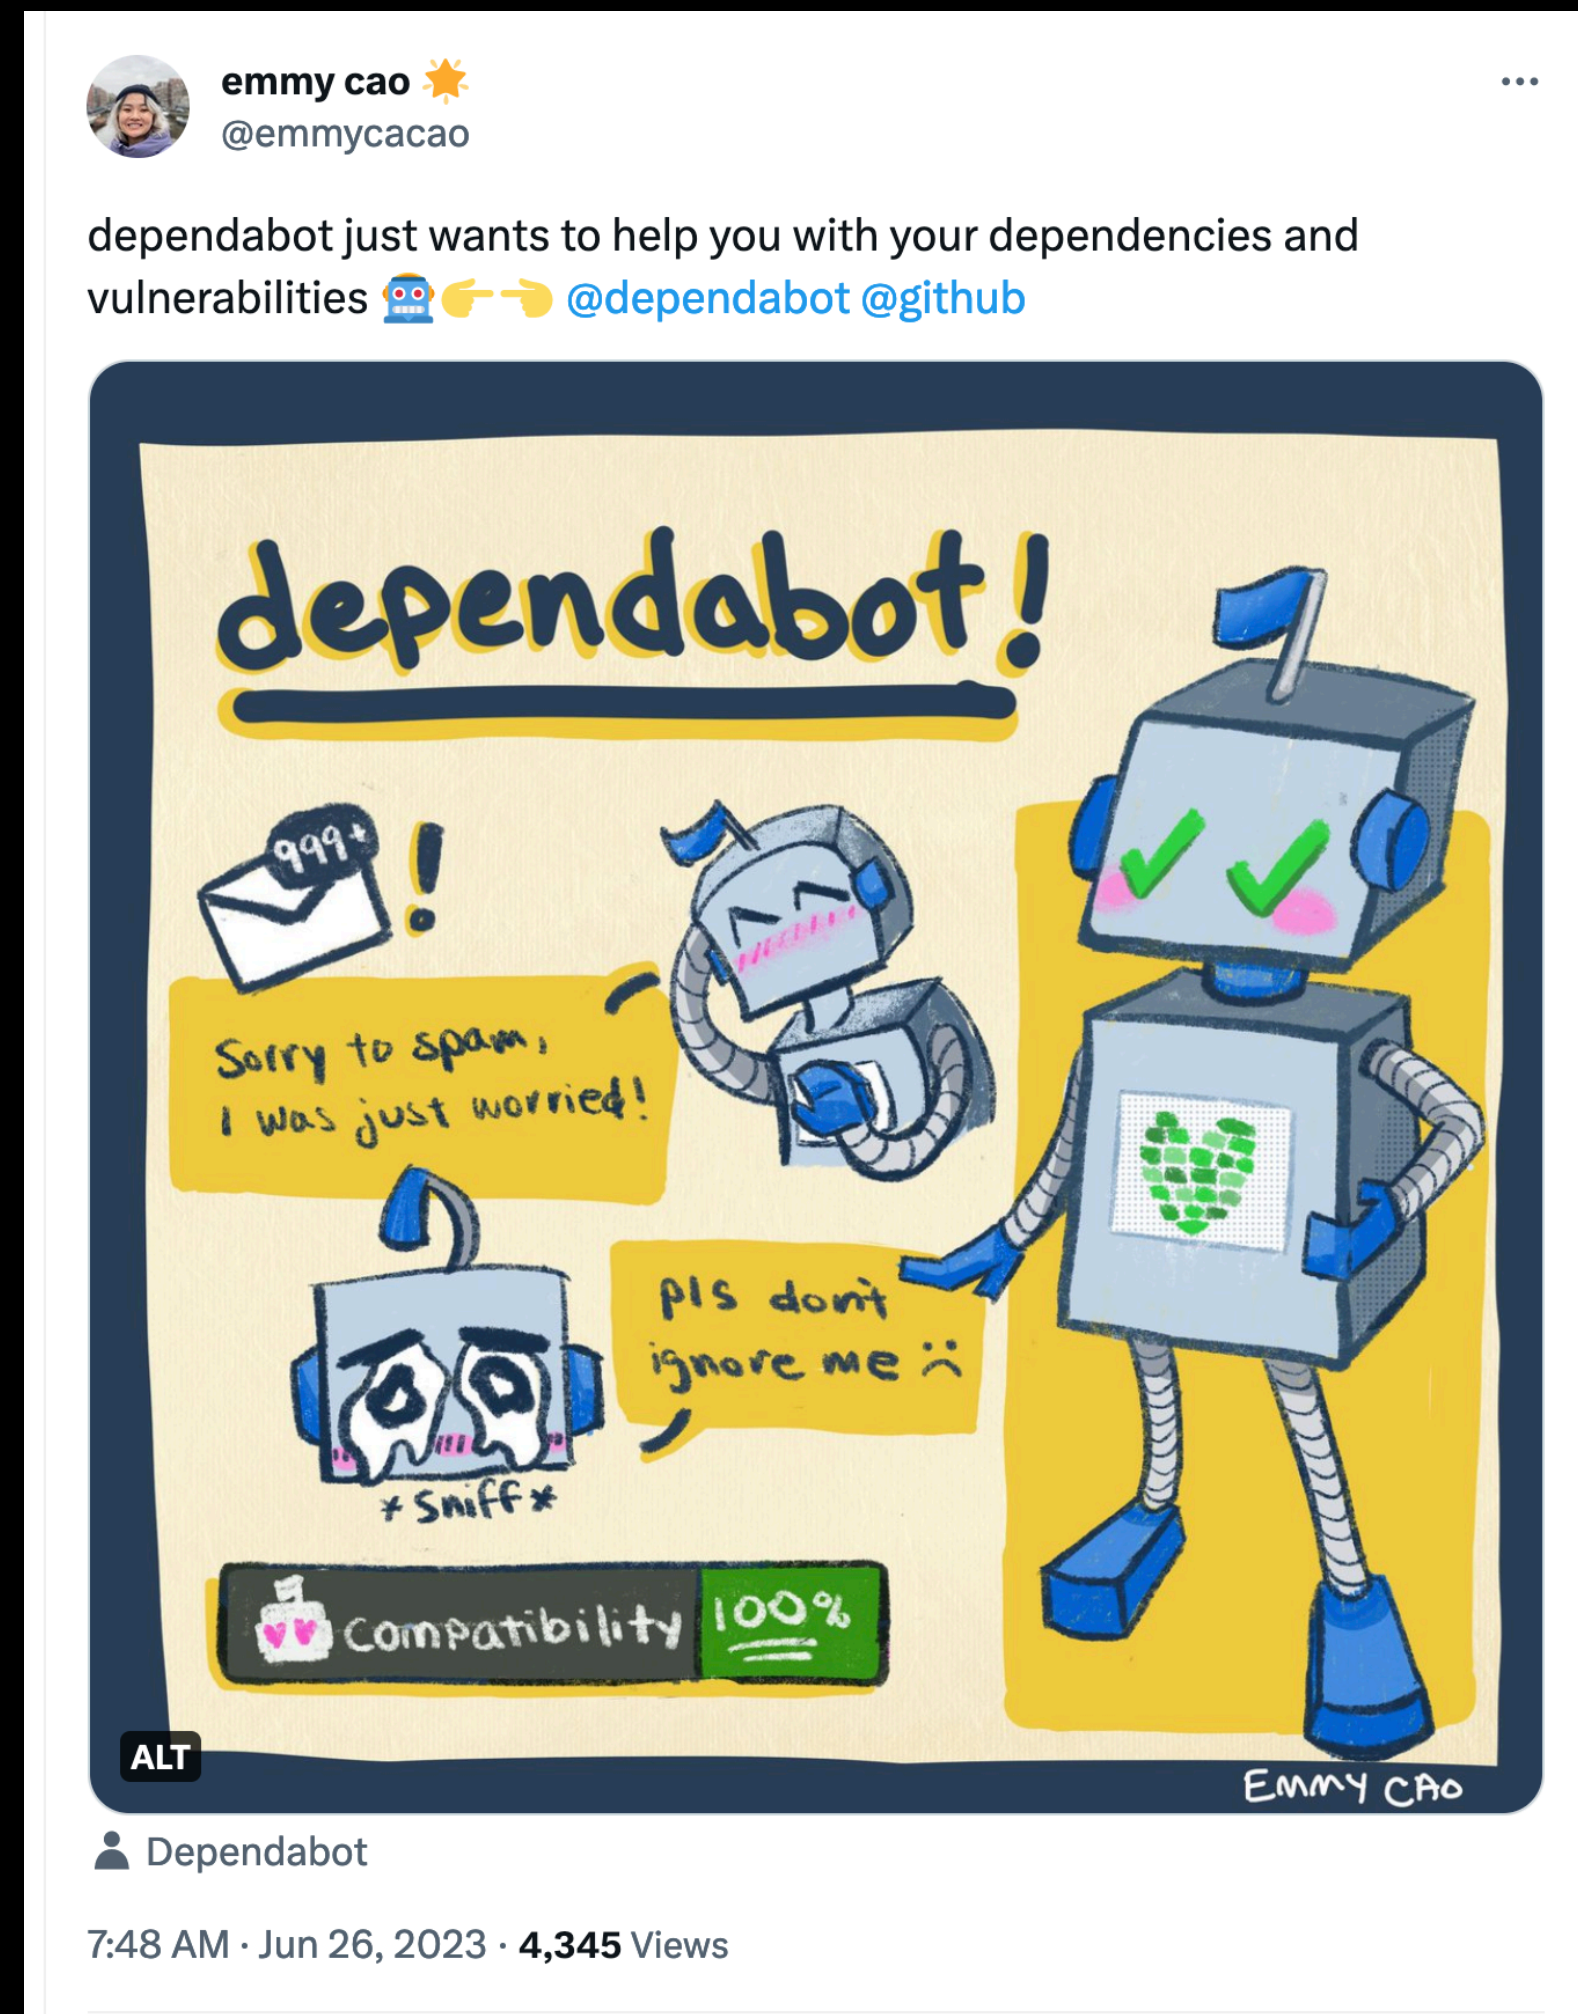 emmy cao 🌟
@emmycacao
dependabot just wants to help you with your dependencies and
vulnerabilities 🤖👉👈 @dependabot @github
dependabot!
999+ !
Sorry to spam,
I was just worried!
pls don't
ignore me :(
*sniff*
compatibility 100%
ALT
EMMY CAO
Dependabot
7:48 AM · Jun 26, 2023 · 4,345 Views